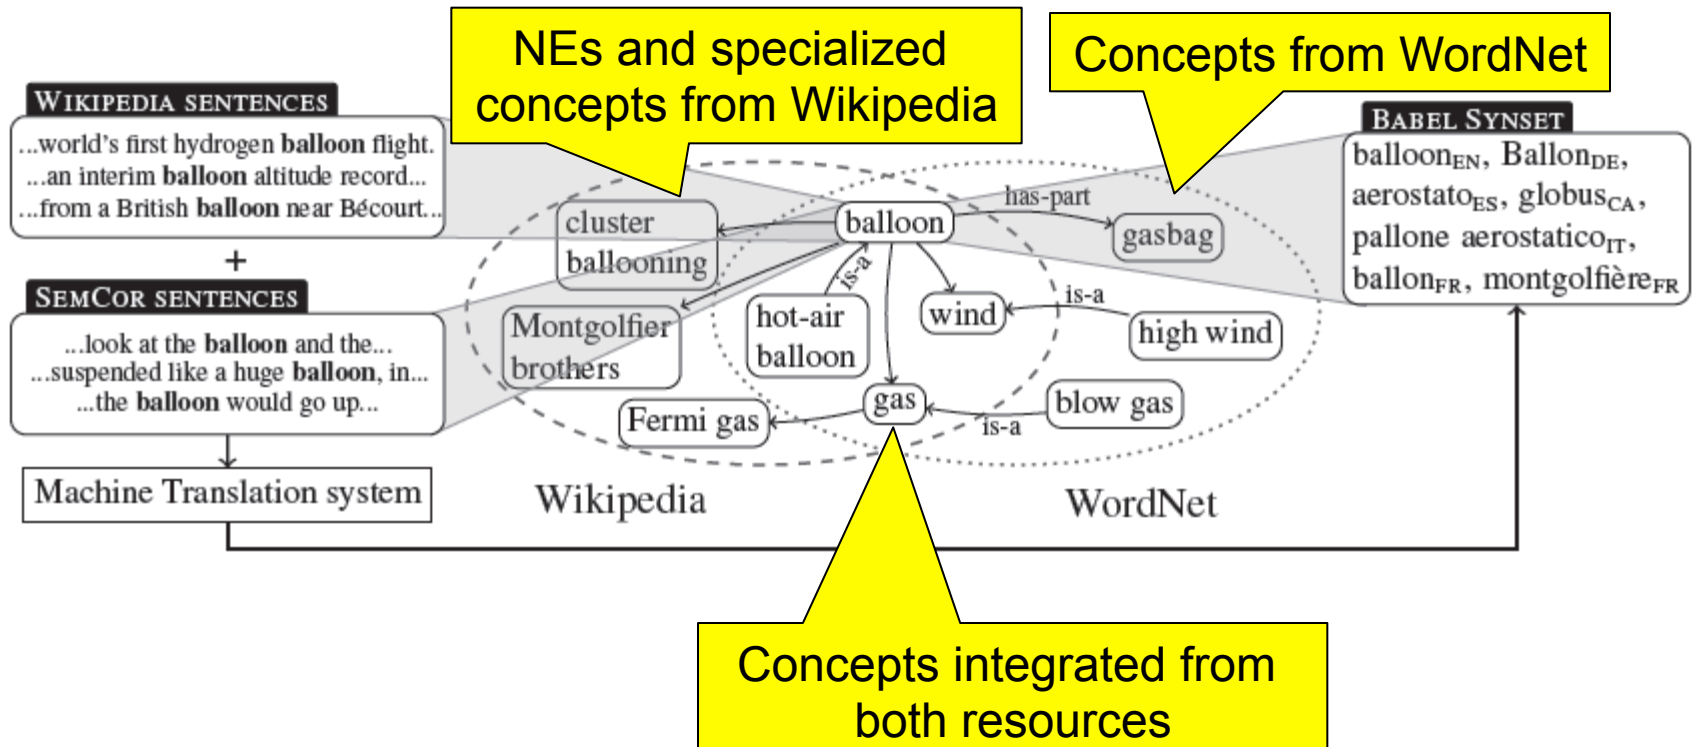 NEs and specialized
concepts from Wikipedia
Concepts from WordNet
WIKIPEDIA SENTENCES
...world's first hydrogen balloon flight.
...an interim balloon altitude record...
...from a British balloon near Bécourt...
+
SEMCOR SENTENCES
...look at the balloon and the...
...suspended like a huge balloon, in...
...the balloon would go up...
Machine Translation system
cluster
ballooning
Montgolfier
brothers
balloon
is-a
hot-air
balloon
has-part
gasbag
wind
is-a
high wind
gas
is-a
blow gas
Fermi gas
Wikipedia
WordNet
BABEL SYNSET
balloonEN, BallonDE,
aerostatoES, globusCA,
pallone aerostaticoIT,
ballonFR, montgolfièreFR
Concepts integrated from
both resources